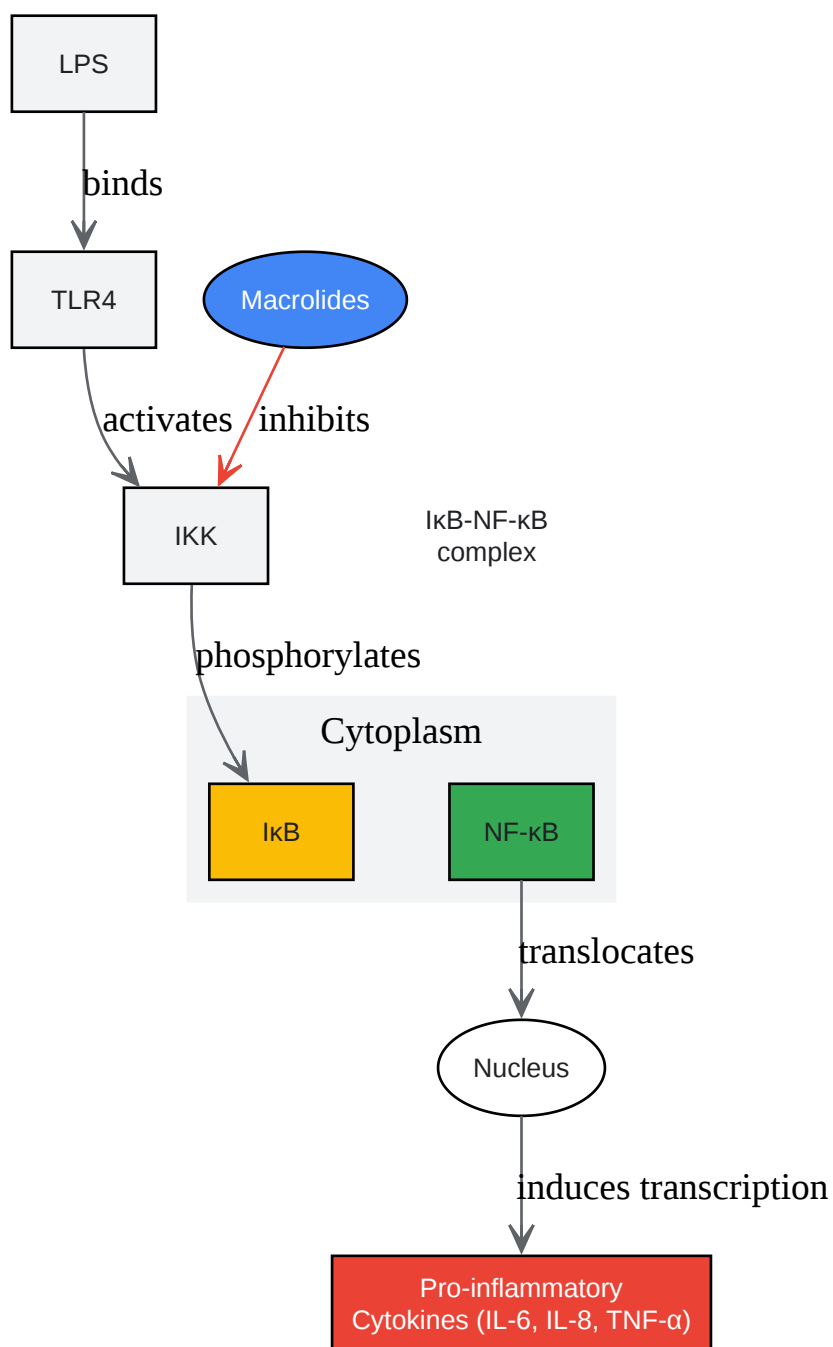 LPS
binds
TLR4
Macrolides
activates
inhibits
IKK
IκB-NF-κB
complex
phosphorylates
Cytoplasm
IκB
NF-κB
translocates
Nucleus
induces transcription
Pro-inflammatory
Cytokines (IL-6, IL-8, TNF-α)